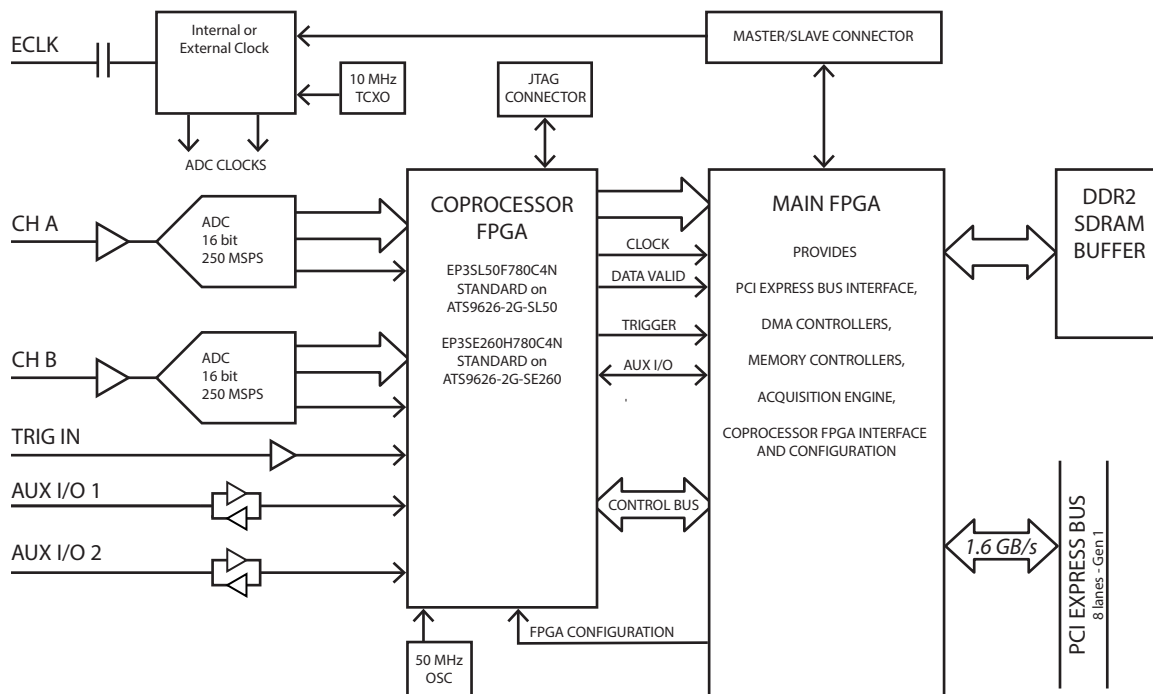 ECLK
Internal or
External Clock
MASTER/SLAVE CONNECTOR
10 MHz
TCXO
JTAG
CONNECTOR
ADC CLOCKS
CH A
ADC
16 bit
250 MSPS
COPROCESSOR
FPGA
EP3SL50F780C4N
STANDARD on
ATS9626-2G-SL50
EP3SE260H780C4N
STANDARD on
ATS9626-2G-SE260
CLOCK
DATA VALID
TRIGGER
AUX I/O
CONTROL BUS
MAIN FPGA
PROVIDES
PCI EXPRESS BUS INTERFACE,
DMA CONTROLLERS,
MEMORY CONTROLLERS,
ACQUISITION ENGINE,
COPROCESSOR FPGA INTERFACE
AND CONFIGURATION
DDR2
SDRAM
BUFFER
CH B
ADC
16 bit
250 MSPS
TRIG IN
AUX I/O 1
AUX I/O 2
1.6 GB/s
PCI EXPRESS BUS
8 lanes - Gen 1
FPGA CONFIGURATION
50 MHz
OSC